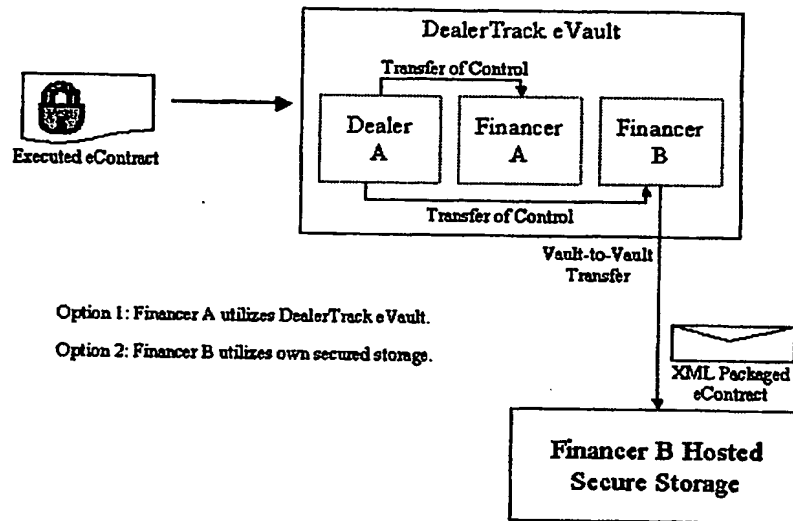 DealerTrack eVault
Transfer of Control
Dealer
A
Financer
A
Financer
B
Executed eContract
Transfer of Control
Vault-to-Vault
Transfer
Option 1: Financer A utilizes DealerTrack eVault.
Option 2: Financer B utilizes own secured storage.
XML Packaged
eContract
Financer B Hosted
Secure Storage